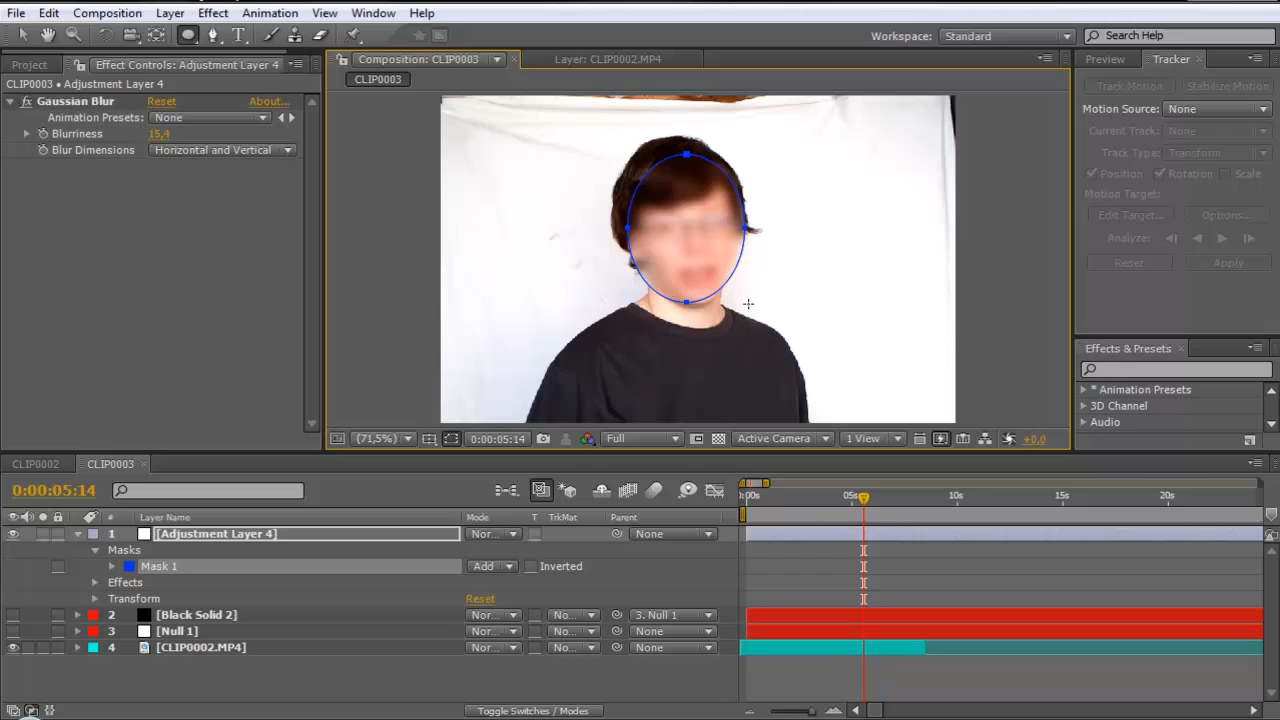 File Edit Composition Layer Effect Animation View Window Help
Workspace: Standard Search Help
Project Effect Controls: Adjustment Layer 4
Composition: CLIP0003 Layer: CLIP0002.MP4
Preview Tracker
CLIP0003 • Adjustment Layer 4
CLIP0003
fx Gaussian Blur Reset About...
Animation Presets: None
Blurriness 15,4
Blur Dimensions Horizontal and Vertical
Track Motion Stabilize Motion
Motion Source: None
Current Track: None
Track Type: Transform
Position Rotation Scale
Motion Target:
Edit Target... Options...
Analyze:
Reset Apply
Effects & Presets
* Animation Presets
3D Channel
Audio
(71,5%) 0:00:05:14 Full Active Camera 1 View +0,0
CLIP0002 CLIP0003
0:00:05:14
:00s 05s 10s 15s 20s
# Layer Name Mode T TrkMat Parent
1 [Adjustment Layer 4] Nor... None
Masks
Mask 1 Add Inverted
Effects
Transform Reset
2 [Black Solid 2] Nor... No... 3. Null 1
3 [Null 1] Nor... No... None
4 [CLIP0002.MP4] Nor... No... None
Toggle Switches / Modes